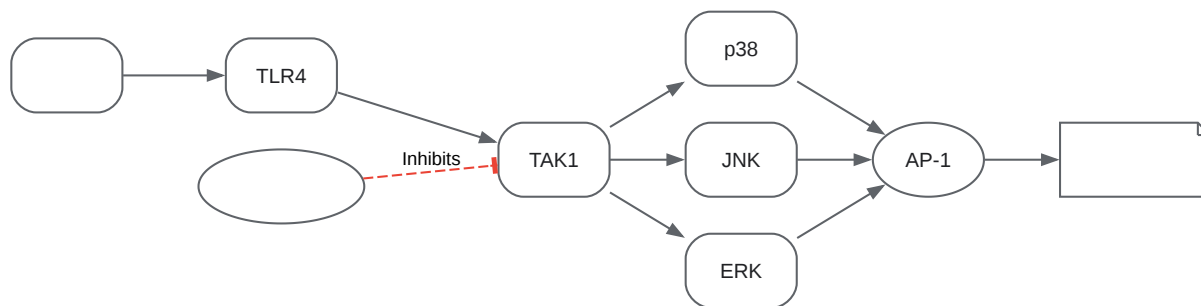 p38
TLR4
Inhibits
TAK1
JNK
AP-1
ERK